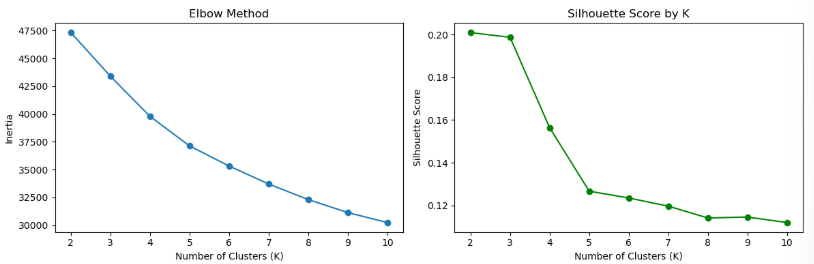 Elbow Method
47500
45000
42500
40000
37500
35000
32500
30000
Inertia
2 3 4 5 6 7 8 9 10
Number of Clusters (K)
Silhouette Score by K
0.20
0.18
0.16
0.14
0.12
Silhouette Score
2 3 4 5 6 7 8 9 10
Number of Clusters (K)